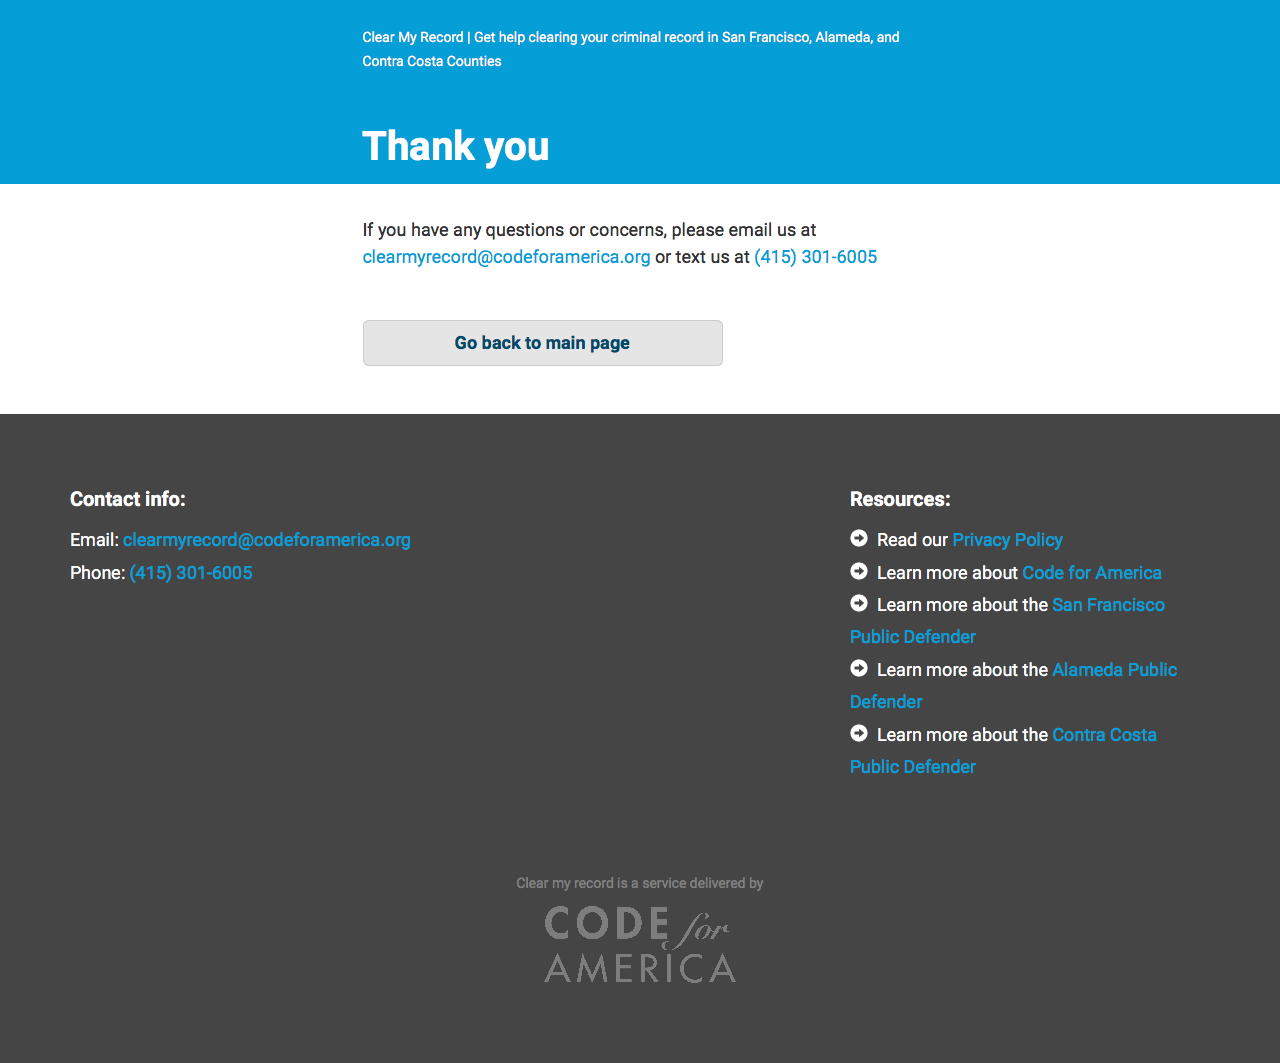 Clear My Record | Get help clearing your criminal record in San Francisco, Alameda, and
Contra Costa Counties
Thank you
If you have any questions or concerns, please email us at
clearmyrecord@codeforamerica.org or text us at (415) 301-6005
Go back to main page
Contact info:
Email: clearmyrecord@codeforamerica.org
Phone: (415) 301-6005
Resources:
Read our Privacy Policy
Learn more about Code for America
Learn more about the San Francisco
Public Defender
Learn more about the Alameda Public
Defender
Learn more about the Contra Costa
Public Defender
Clear my record is a service delivered by
CODE for
AMERICA